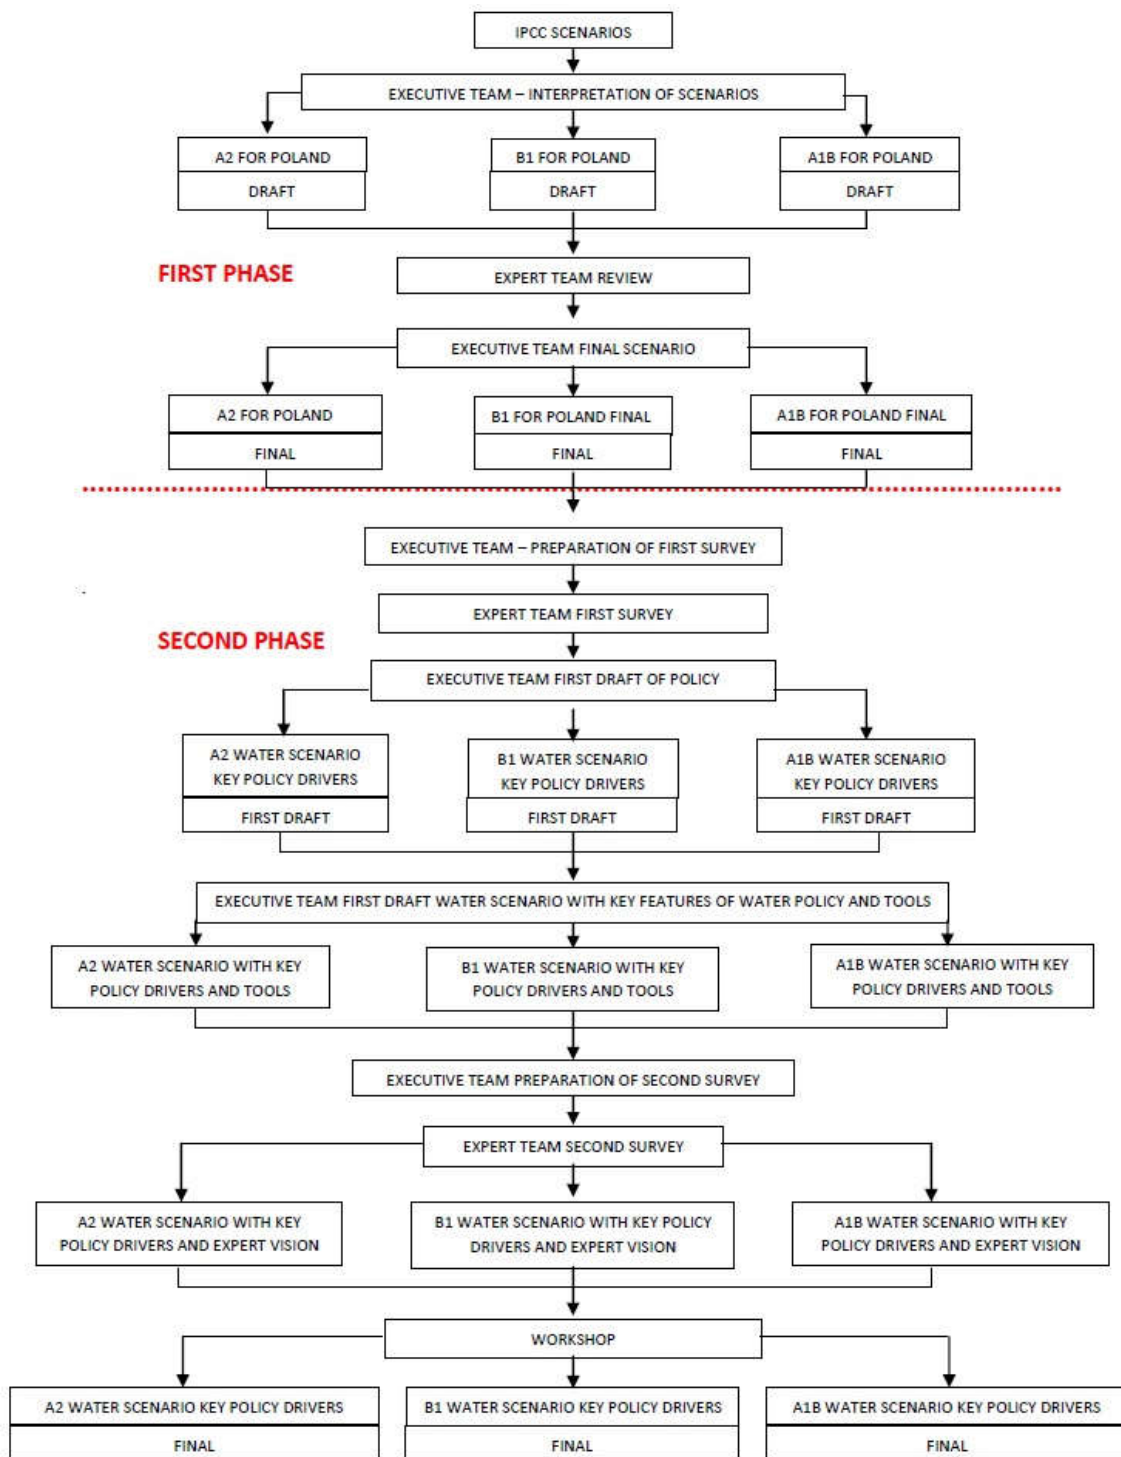 IPCC SCENARIOS
EXECUTIVE TEAM – INTERPRETATION OF SCENARIOS
A2 FOR POLAND
DRAFT
B1 FOR POLAND
DRAFT
A1B FOR POLAND
DRAFT
FIRST PHASE
EXPERT TEAM REVIEW
EXECUTIVE TEAM FINAL SCENARIO
A2 FOR POLAND
FINAL
B1 FOR POLAND FINAL
FINAL
A1B FOR POLAND FINAL
FINAL
EXECUTIVE TEAM – PREPARATION OF FIRST SURVEY
EXPERT TEAM FIRST SURVEY
SECOND PHASE
EXECUTIVE TEAM FIRST DRAFT OF POLICY
A2 WATER SCENARIO
KEY POLICY DRIVERS
FIRST DRAFT
B1 WATER SCENARIO
KEY POLICY DRIVERS
FIRST DRAFT
A1B WATER SCENARIO
KEY POLICY DRIVERS
FIRST DRAFT
EXECUTIVE TEAM FIRST DRAFT WATER SCENARIO WITH KEY FEATURES OF WATER POLICY AND TOOLS
A2 WATER SCENARIO WITH KEY
POLICY DRIVERS AND TOOLS
B1 WATER SCENARIO WITH KEY
POLICY DRIVERS AND TOOLS
A1B WATER SCENARIO WITH KEY
POLICY DRIVERS AND TOOLS
EXECUTIVE TEAM PREPARATION OF SECOND SURVEY
EXPERT TEAM SECOND SURVEY
A2 WATER SCENARIO WITH KEY
POLICY DRIVERS AND EXPERT VISION
B1 WATER SCENARIO WITH KEY POLICY
DRIVERS AND EXPERT VISION
A1B WATER SCENARIO WITH KEY
POLICY DRIVERS AND EXPERT VISION
WORKSHOP
A2 WATER SCENARIO KEY POLICY DRIVERS
FINAL
B1 WATER SCENARIO KEY POLICY DRIVERS
FINAL
A1B WATER SCENARIO KEY POLICY DRIVERS
FINAL